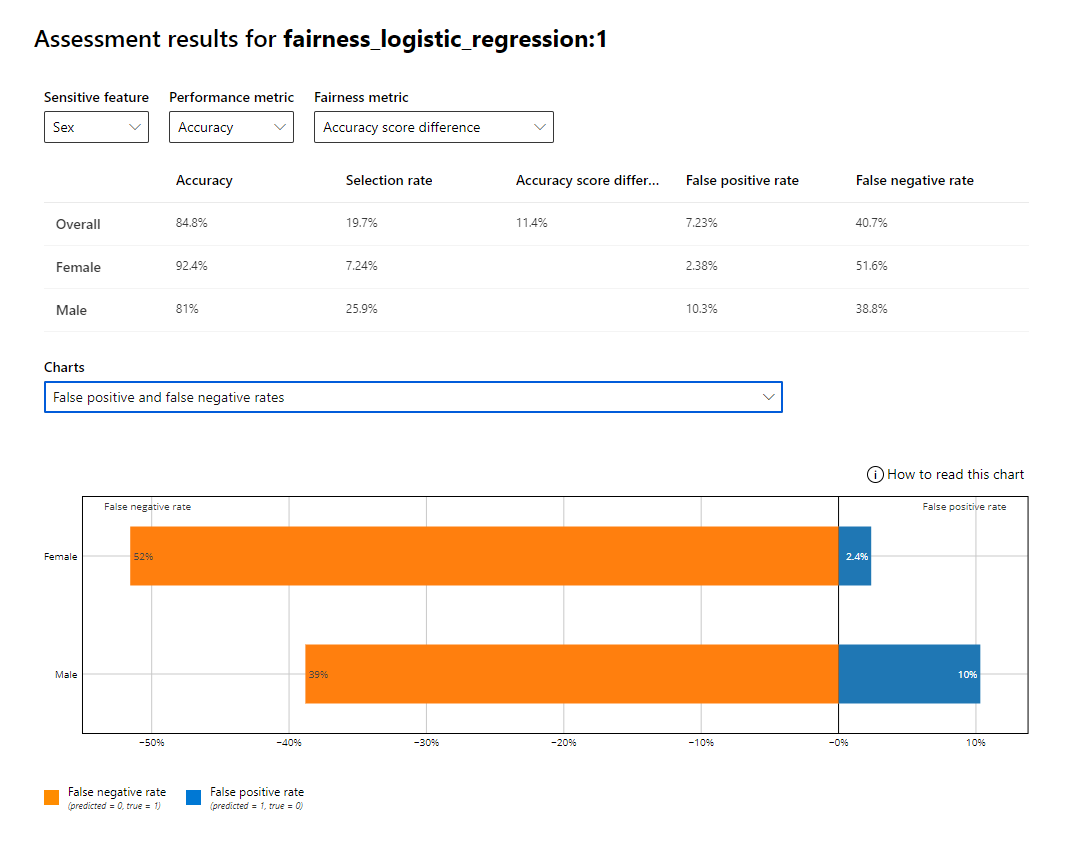 Assessment results for fairness_logistic_regression:1
Sensitive feature Performance metric Fairness metric
Sex Accuracy Accuracy score difference
Accuracy Selection rate Accuracy score differ... False positive rate False negative rate
Overall 84.8% 19.7% 11.4% 7.23% 40.7%
Female 92.4% 7.24% 2.38% 51.6%
Male 81% 25.9% 10.3% 38.8%
Charts
False positive and false negative rates
How to read this chart
False negative rate False positive rate
Female 52% 2.4%
Male 39% 10%
−50% −40% −30% −20% −10% −0% 10%
False negative rate False positive rate
(predicted = 0, true = 1) (predicted = 1, true = 0)